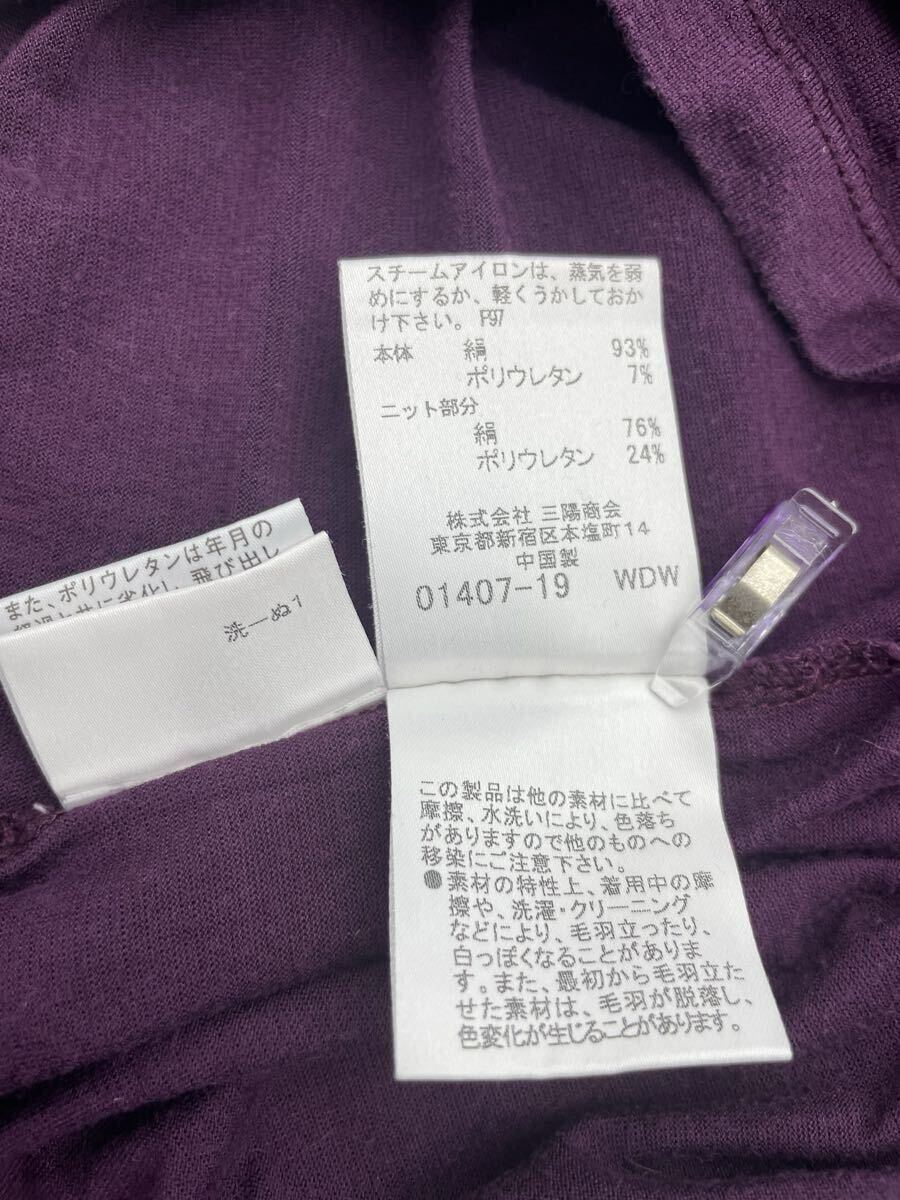 スチームアイロンは、蒸気を弱
めにするか、軽くうかしておか
け下さい。 F97
本体 絹 93%
ポリウレタン 7%
ニット部分
絹 76%
ポリウレタン 24%
株式会社 三陽商会
東京都新宿区本塩町14
中国製
01407-19 WDW
また、ポリウレタンは年月の
劣化し、飛び出し
洗一ぬ1
この製品は他の素材に比べて
摩擦、水洗いにより、色落ち
がありますので他のものへの
移染にご注意下さい。
●素材の特性上、着用中の摩
擦や、洗濯・クリーニング
などにより、毛羽立ったり、
白っぽくなることがありま
す。また、最初から毛羽立た
せた素材は、毛羽が脱落し、
色変化が生じることがあります。